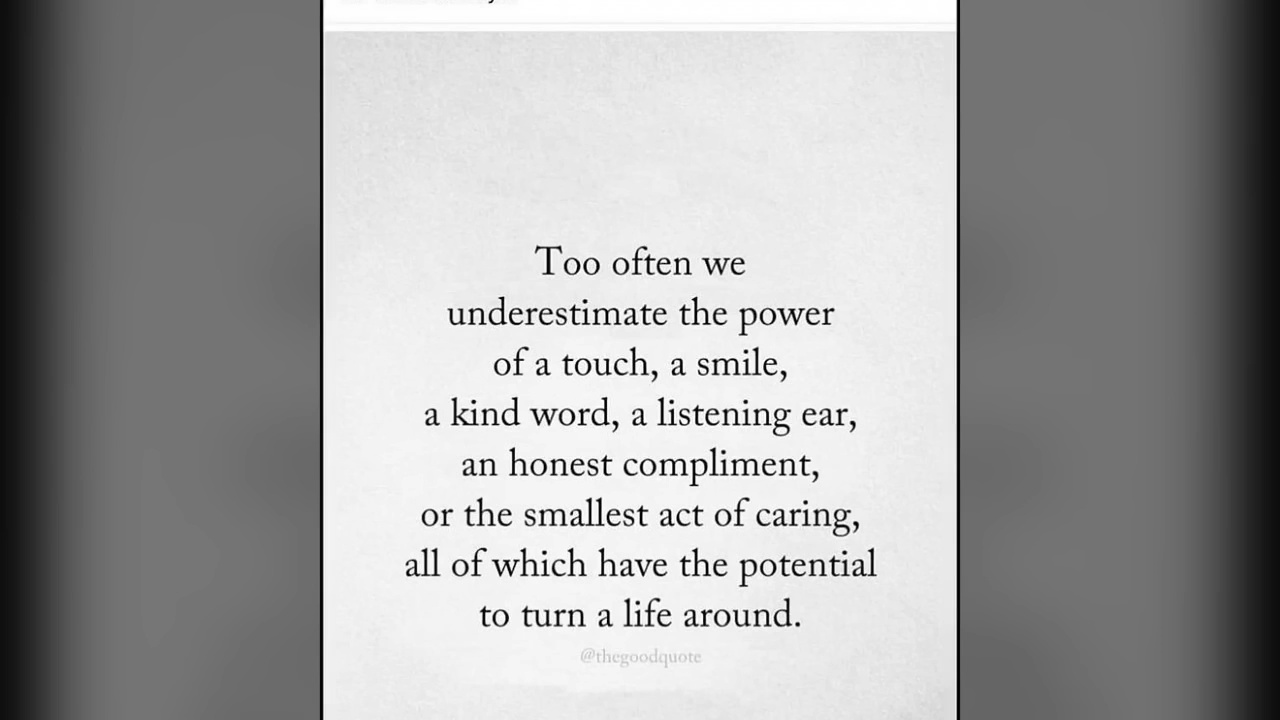 Too often we
underestimate the power
of a touch, a smile,
a kind word, a listening ear,
an honest compliment,
or the smallest act of caring,
all of which have the potential
to turn a life around.
@thegoodquote